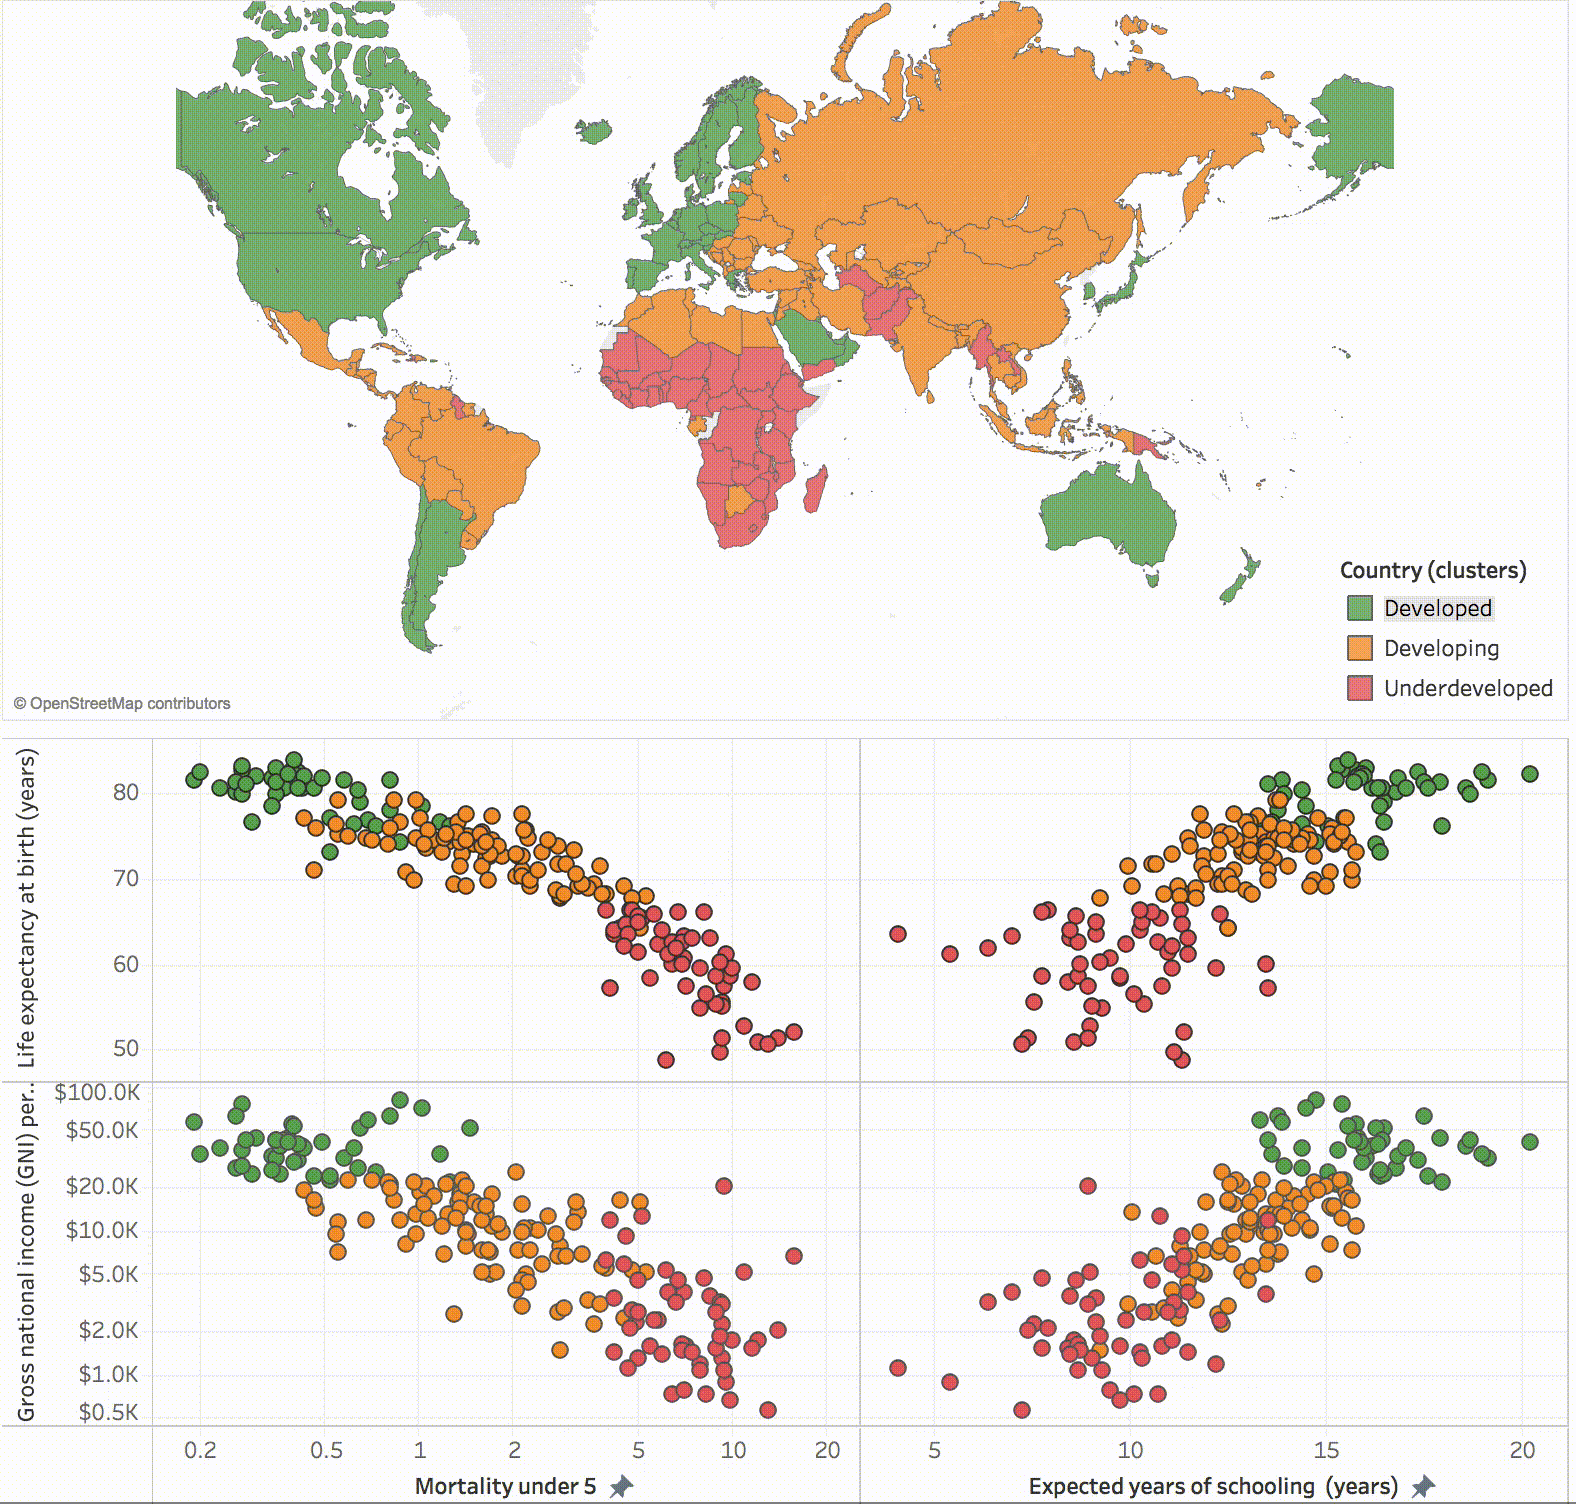 Country (clusters)
Developed
Developing
Underdeveloped
© OpenStreetMap contributors
Life expectancy at birth (years)
80
70
60
50
Gross national income (GNI) per..
$100.0K
$50.0K
$20.0K
$10.0K
$5.0K
$2.0K
$1.0K
$0.5K
0.2 0.5 1 2 5 10 20 5 10 15 20
Mortality under 5 Expected years of schooling (years)